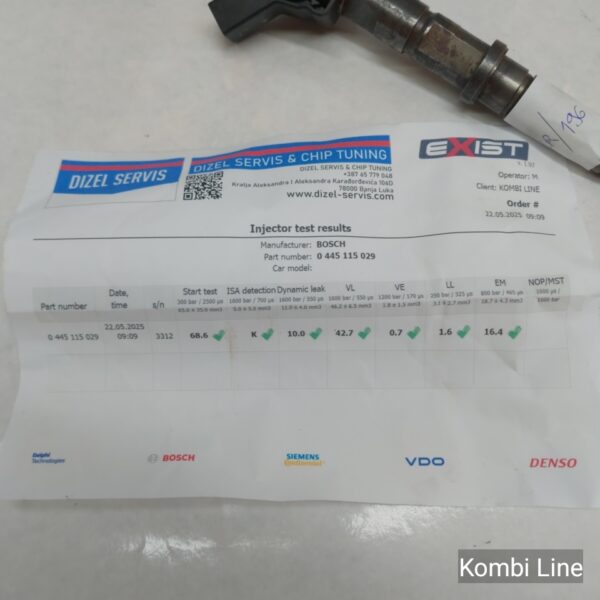 R/196
DIZEL SERVIS
DIZEL SERVIS & CHIP TUNING
DIZEL SERVIS & CHIP TUNING
+387 65 779 048
Kralja Aleksandra I Aleksandra Karađorđevića 104D
78000 Banja Luka
www.dizel-servis.com
EXIST
v. 1.97
Operator: M
Client: KOMBI LINE
Order #
22.05.2025 09:09
Injector test results
Manufacturer: BOSCH
Part number: 0 445 115 029
Car model:
Part number Date, time s/n Start test ISA detection Dynamic leak VL VE LL EM NOP/MST
0 445 115 029 22.05.2025 09:09 3312 68.6 K 10.0 42.7 0.7 1.6 16.4
Delphi Technologies
BOSCH
SIEMENS
Continental
VDO
DENSO
Kombi Line